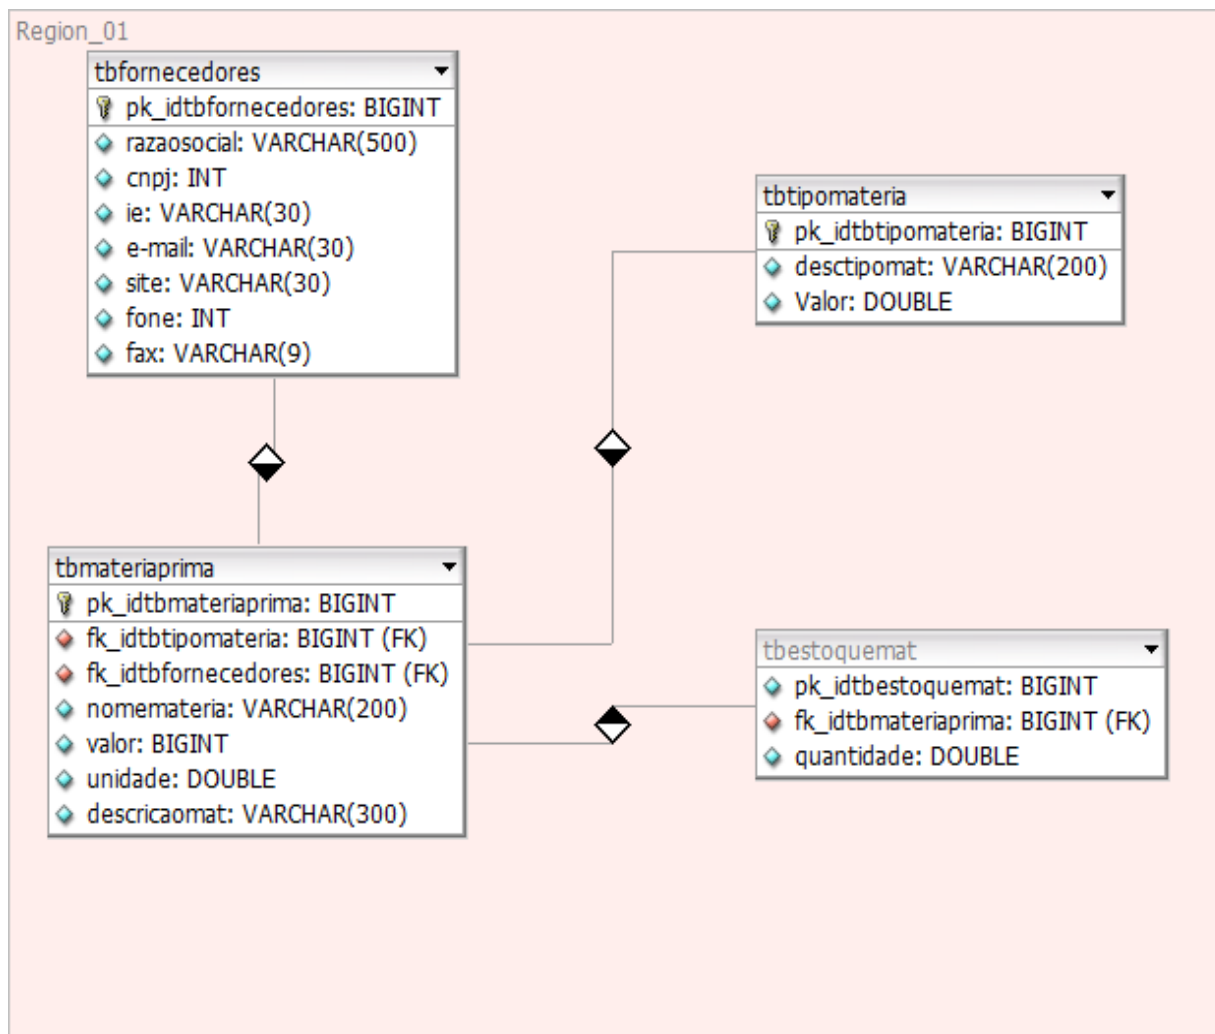 Region_01
tbfornecedores
pk_idtbfornecedores: BIGINT
razaosocial: VARCHAR(500)
cnpj: INT
ie: VARCHAR(30)
e-mail: VARCHAR(30)
site: VARCHAR(30)
fone: INT
fax: VARCHAR(9)
tbtipomateria
pk_idtbtipomateria: BIGINT
desctipomat: VARCHAR(200)
Valor: DOUBLE
tbmateriaprima
pk_idtbmateriaprima: BIGINT
fk_idtbtipomateria: BIGINT (FK)
fk_idtbfornecedores: BIGINT (FK)
nomemateria: VARCHAR(200)
valor: BIGINT
unidade: DOUBLE
descricaomat: VARCHAR(300)
tbestoquemat
pk_idtbestoquemat: BIGINT
fk_idtbmateriaprima: BIGINT (FK)
quantidade: DOUBLE